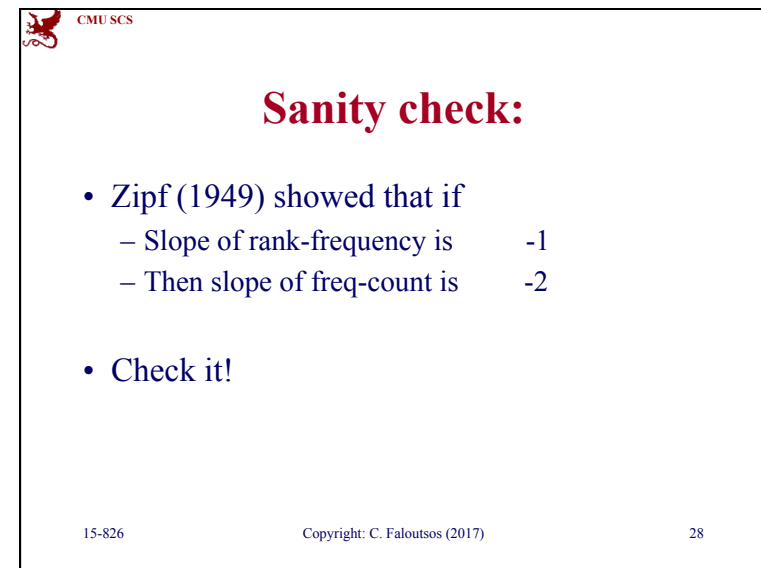 CMU SCS
Sanity check:
• Zipf (1949) showed that if
– Slope of rank-frequency is -1
– Then slope of freq-count is -2
• Check it!
15-826 Copyright: C. Faloutsos (2017) 28